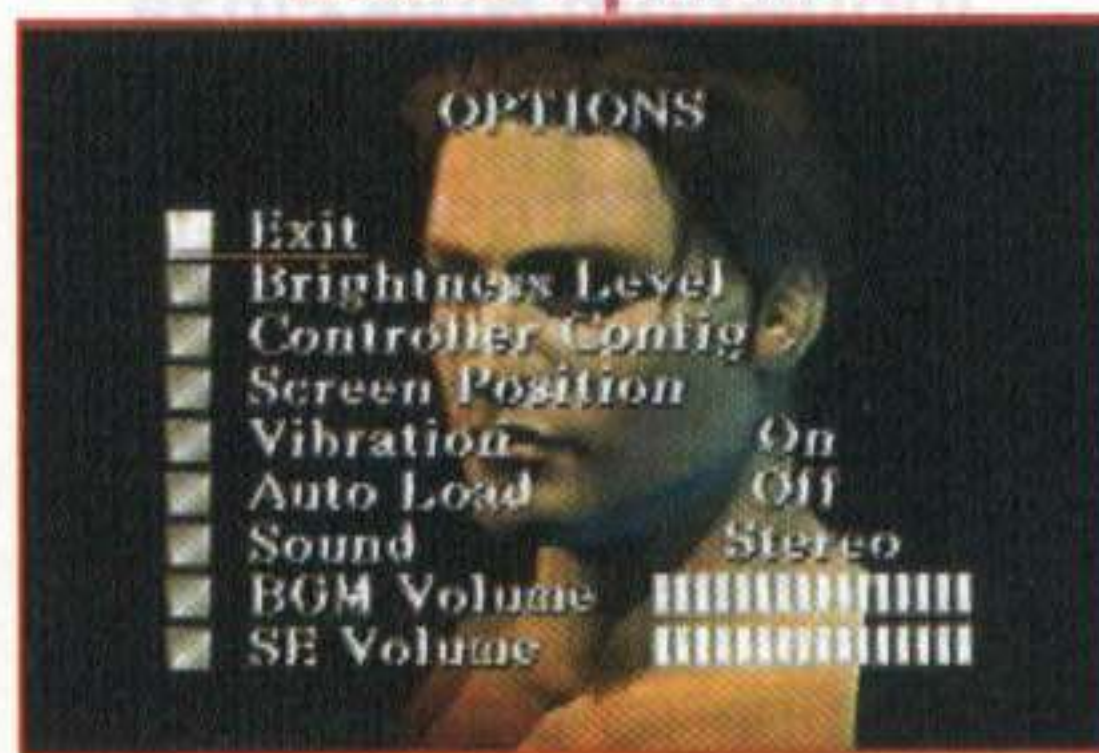 OPTIONS
Exit
Brightness Level
Controller Config
Screen Position
Vibration On
Auto Load Off
Sound Stereo
BGM Volume
SE Volume